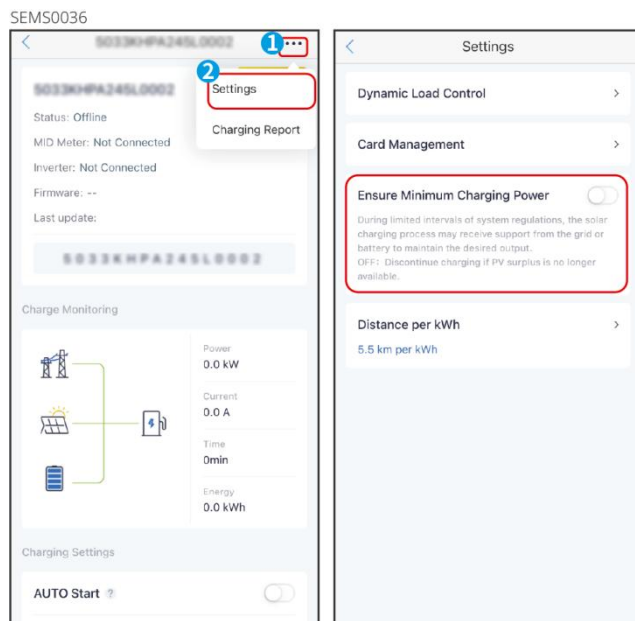 SEMS0036
1
2
Settings
Charging Report
Status: Offline
MID Meter: Not Connected
Inverter: Not Connected
Firmware: --
Last update:
Charge Monitoring
Power
0.0 kW
Current
0.0 A
Time
0min
Energy
0.0 kWh
Charging Settings
AUTO Start ?
Settings
Dynamic Load Control
Card Management
Ensure Minimum Charging Power
During limited intervals of system regulations, the solar
charging process may receive support from the grid or
battery to maintain the desired output.
OFF: Discontinue charging if PV surplus is no longer
available.
Distance per kWh
5.5 km per kWh